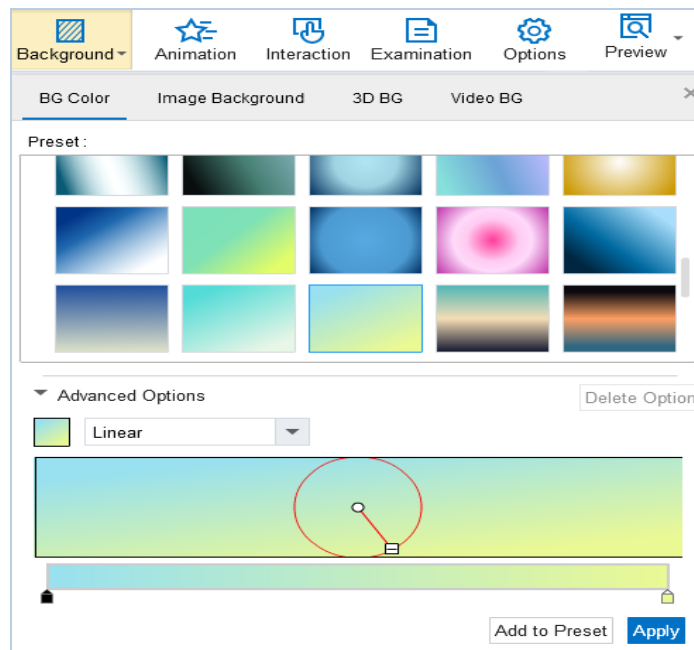 Background Animation Interaction Examination Options Preview
BG Color Image Background 3D BG Video BG
Preset :
Advanced Options Delete Option
Linear
Add to Preset Apply